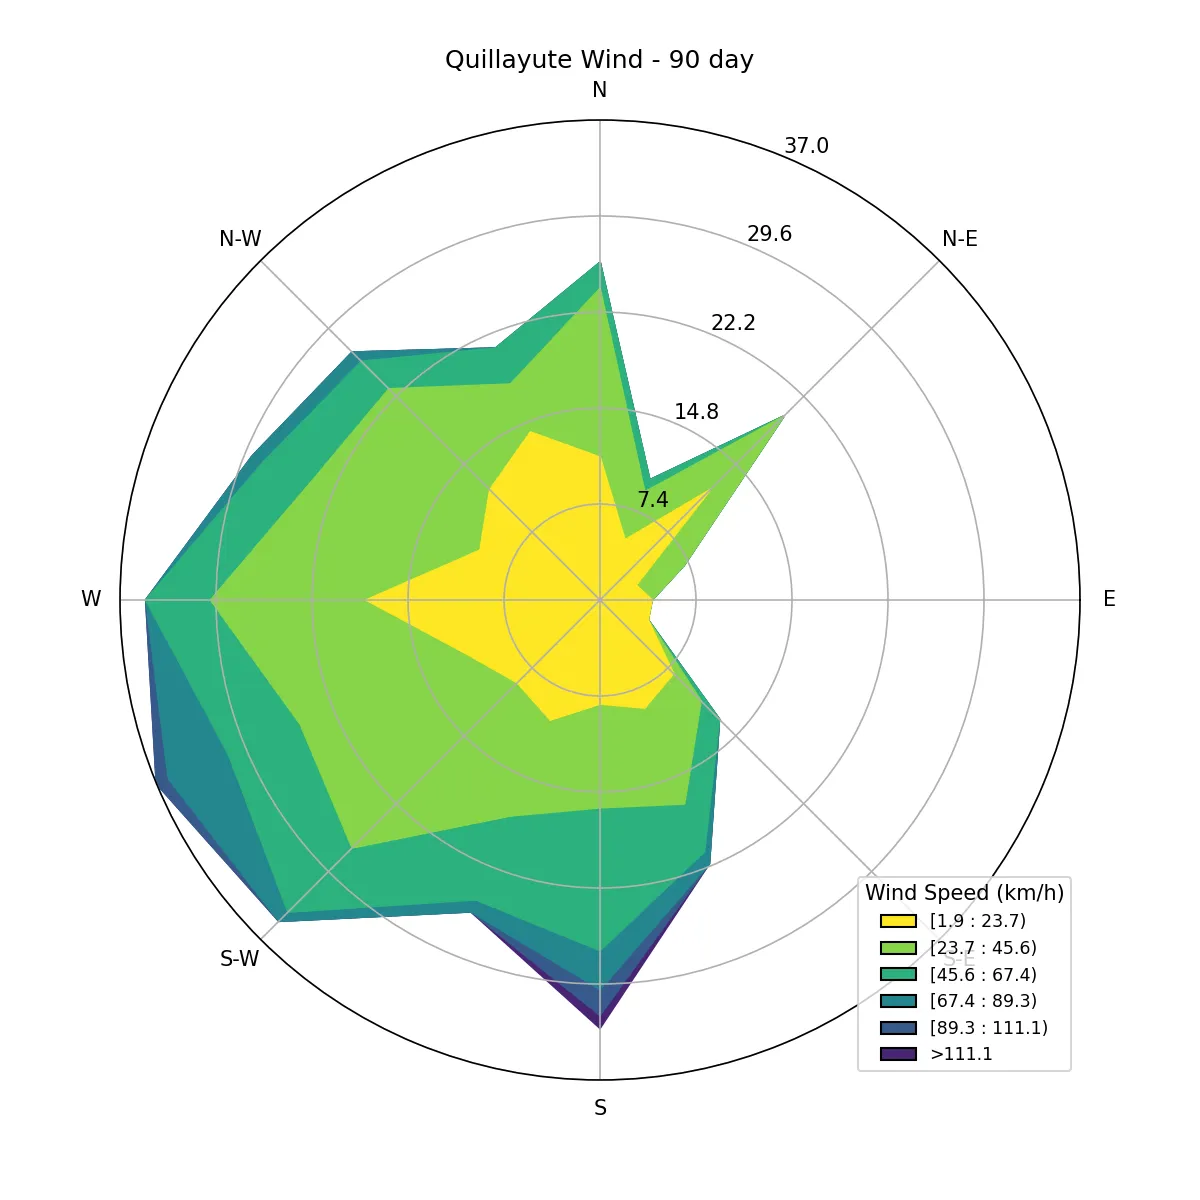 Quillayute Wind - 90 day
N
37.0
29.6
N-W
N-E
22.2
14.8
7.4
W
E
S-W
S-E
Wind Speed (km/h)
[1.9 : 23.7)
[23.7 : 45.6)
[45.6 : 67.4)
[67.4 : 89.3)
[89.3 : 111.1)
>111.1
S